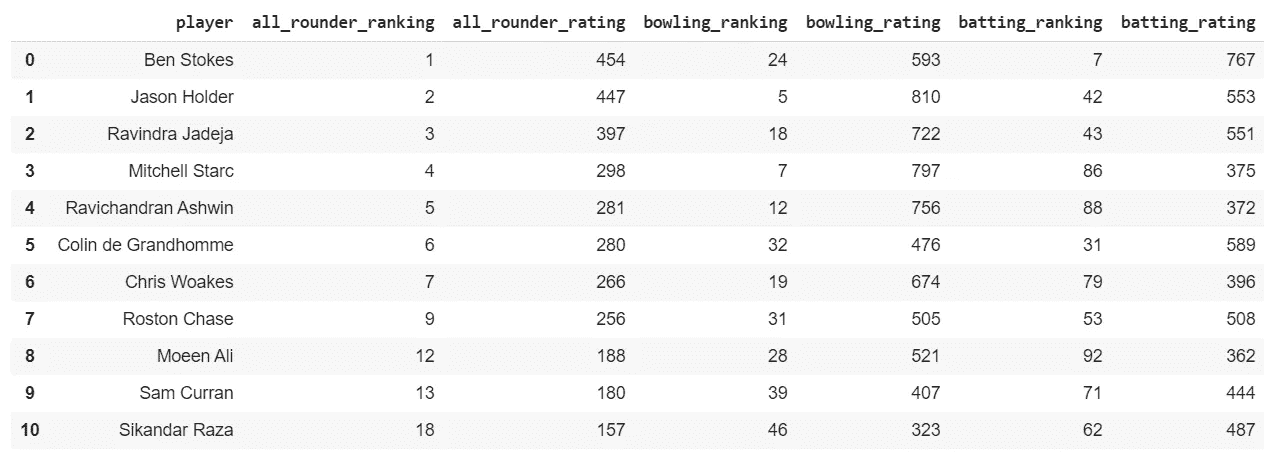 player all_rounder_ranking all_rounder_rating bowling_ranking bowling_rating batting_ranking batting_rating
0 Ben Stokes 1 454 24 593 7 767
1 Jason Holder 2 447 5 810 42 553
2 Ravindra Jadeja 3 397 18 722 43 551
3 Mitchell Starc 4 298 7 797 86 375
4 Ravichandran Ashwin 5 281 12 756 88 372
5 Colin de Grandhomme 6 280 32 476 31 589
6 Chris Woakes 7 266 19 674 79 396
7 Roston Chase 9 256 31 505 53 508
8 Moeen Ali 12 188 28 521 92 362
9 Sam Curran 13 180 39 407 71 444
10 Sikandar Raza 18 157 46 323 62 487